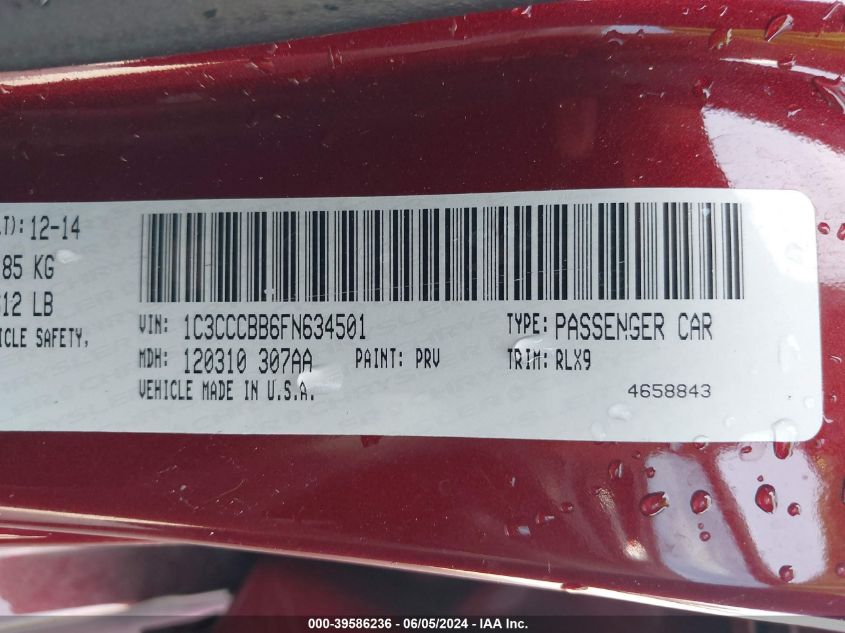 LT): 12-14
85 KG
12 LB
ICLE SAFETY,
VIN: 1C3CCCBB6FN634501
TYPE: PASSENGER CAR
MDH: 120310 307AA
PAINT: PRV
TRIM: RLX9
VEHICLE MADE IN U.S.A.
4658843
000-39586236 - 06/05/2024 - IAA Inc.